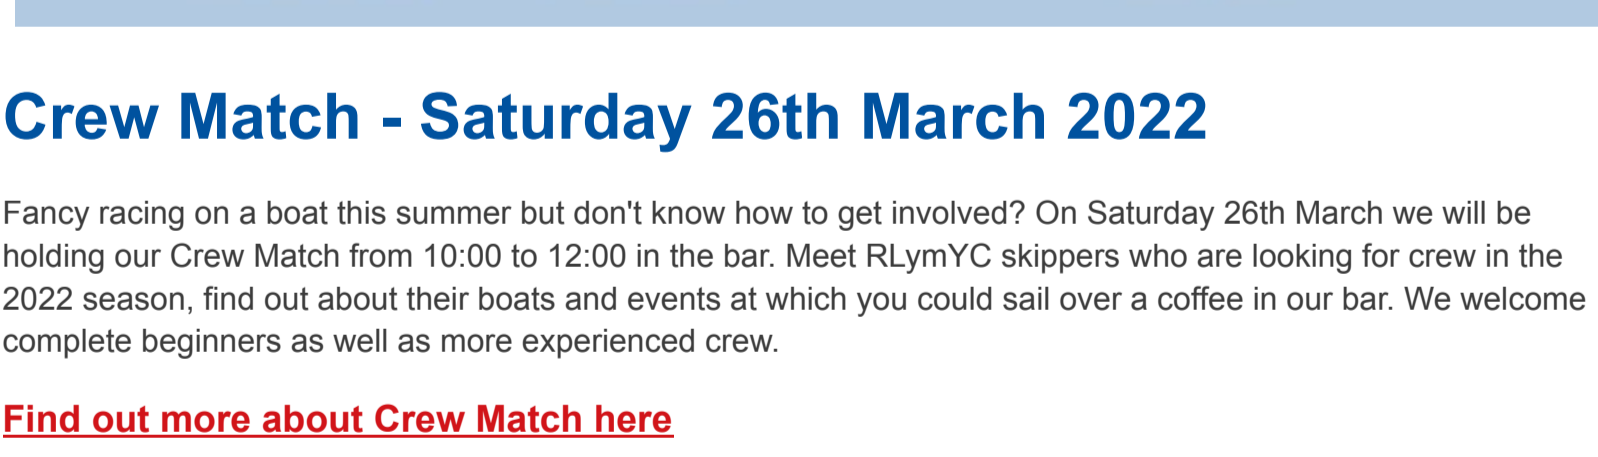 Crew Match - Saturday 26th March 2022
Fancy racing on a boat this summer but don't know how to get involved? On Saturday 26th March we will be
holding our Crew Match from 10:00 to 12:00 in the bar. Meet RLymYC skippers who are looking for crew in the
2022 season, find out about their boats and events at which you could sail over a coffee in our bar. We welcome
complete beginners as well as more experienced crew.
Find out more about Crew Match here